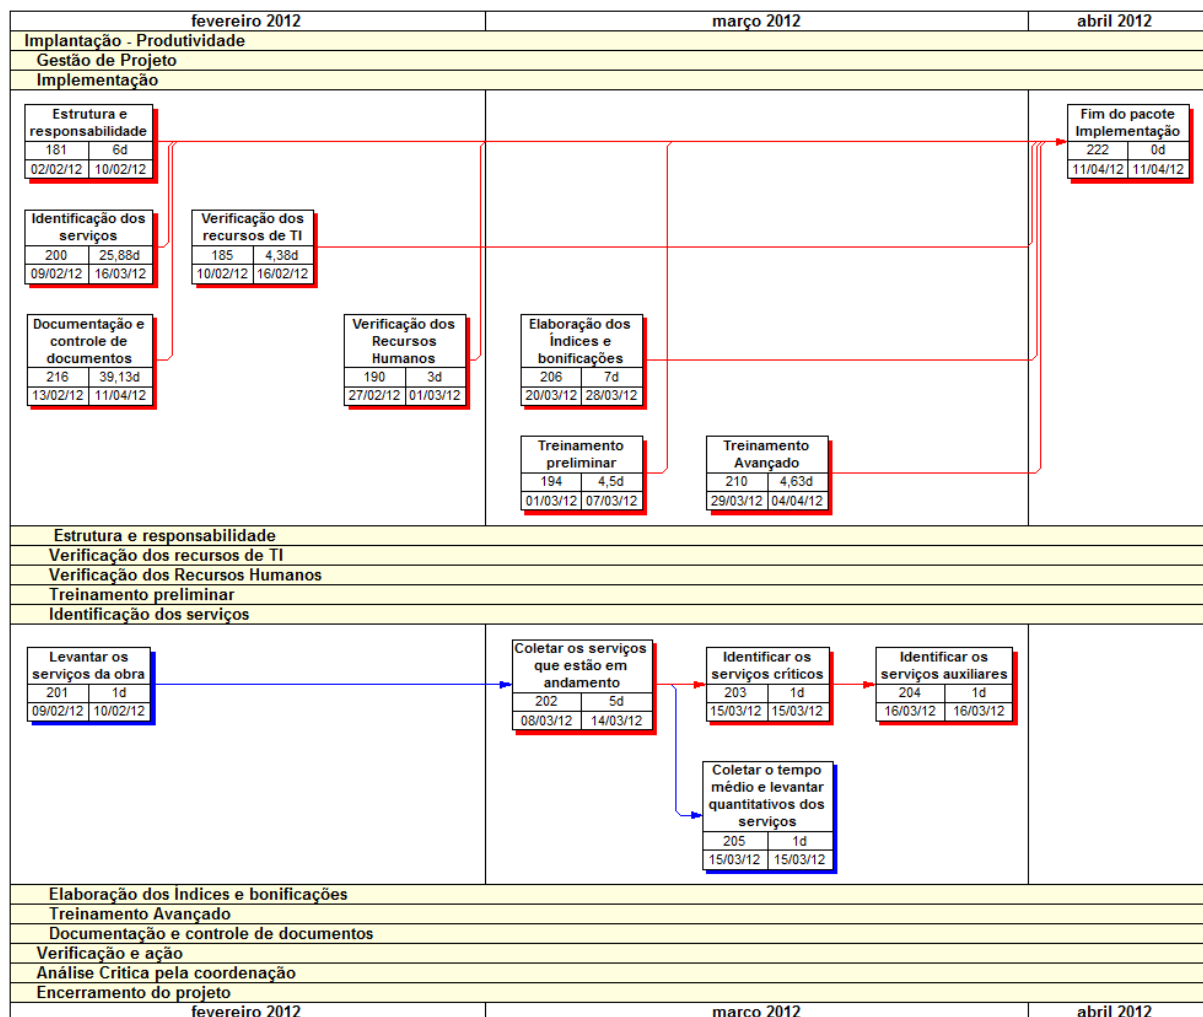 fevereiro 2012 março 2012 abril 2012
Implantação - Produtividade
Gestão de Projeto
Implementação
Estrutura e
responsabilidade
181 6d
02/02/12 10/02/12
Fim do pacote
Implementação
222 0d
11/04/12 11/04/12
Identificação dos
serviços
200 25,88d
09/02/12 16/03/12
Verificação dos
recursos de TI
185 4,38d
10/02/12 16/02/12
Documentação e
controle de
documentos
216 39,13d
13/02/12 11/04/12
Verificação dos
Recursos
Humanos
190 3d
27/02/12 01/03/12
Elaboração dos
Índices e
bonificações
206 7d
20/03/12 28/03/12
Treinamento
preliminar
194 4,5d
01/03/12 07/03/12
Treinamento
Avançado
210 4,63d
29/03/12 04/04/12
Estrutura e responsabilidade
Verificação dos recursos de TI
Verificação dos Recursos Humanos
Treinamento preliminar
Identificação dos serviços
Levantar os
serviços da obra
201 1d
09/02/12 10/02/12
Coletar os serviços
que estão em
andamento
202 5d
08/03/12 14/03/12
Identificar os
serviços críticos
203 1d
15/03/12 15/03/12
Identificar os
serviços auxiliares
204 1d
16/03/12 16/03/12
Coletar o tempo
médio e levantar
quantitativos dos
serviços
205 1d
15/03/12 15/03/12
Elaboração dos Índices e bonificações
Treinamento Avançado
Documentação e controle de documentos
Verificação e ação
Análise Critica pela coordenação
Encerramento do projeto
fevereiro 2012 março 2012 abril 2012